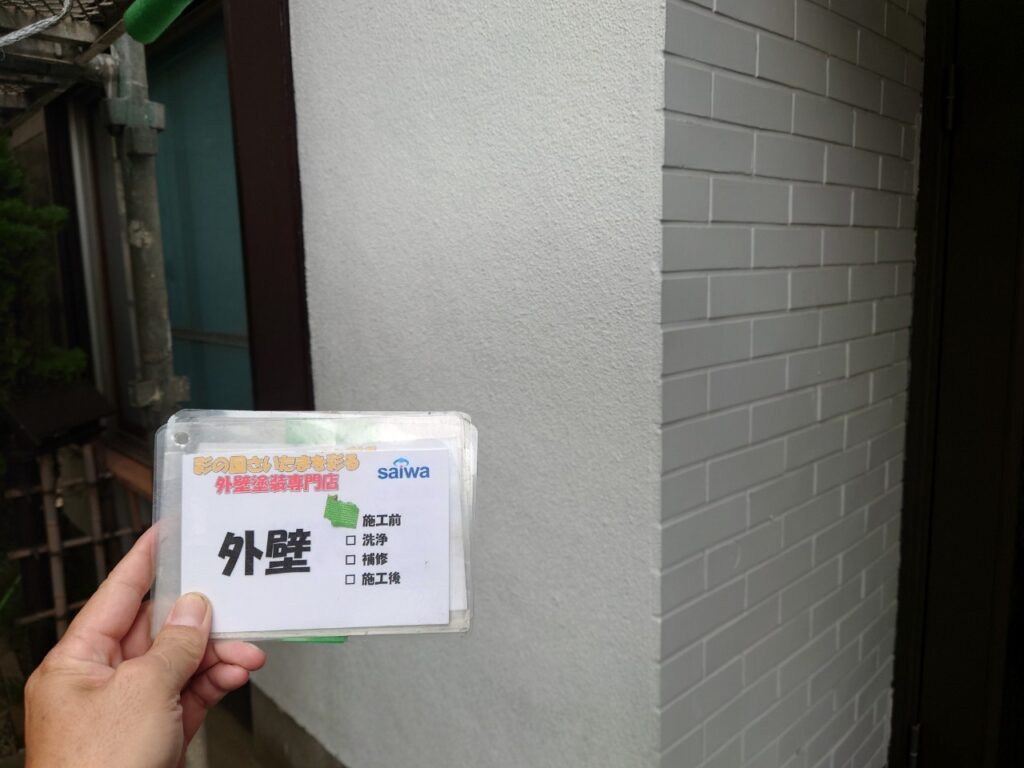 彩の国さいたまを彩る
外壁塗装専門店
saiwa
外壁
施工前
□ 洗浄
□ 補修
□ 施工後